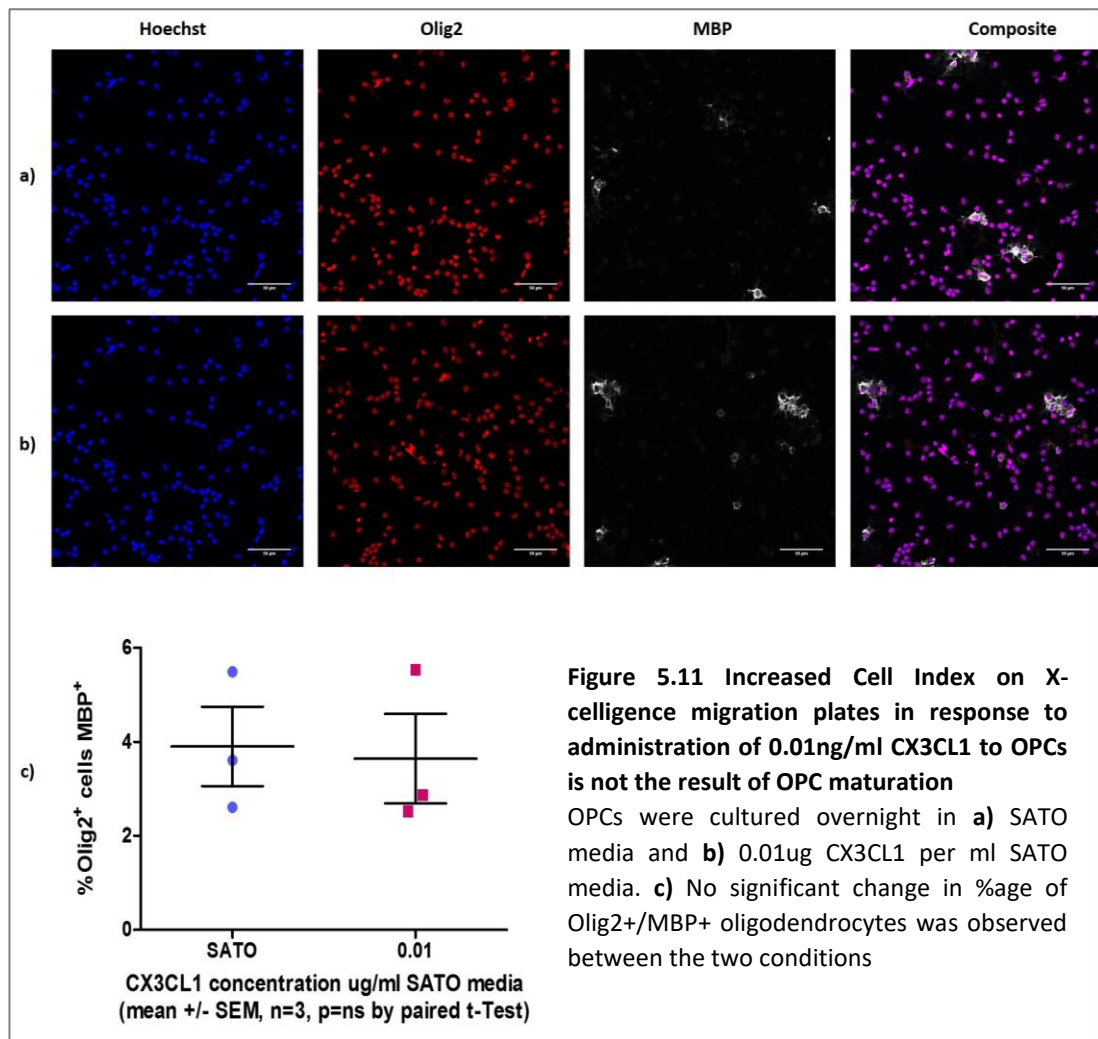 Hoechst Olig2 MBP Composite
a)
b)
c)
%Olig2+ cells MBP+
6
4
2
0
SATO 0.01
CX3CL1 concentration ug/ml SATO media
(mean +/- SEM, n=3, p=ns by paired t-Test)
Figure 5.11 Increased Cell Index on X-
celligence migration plates in response to
administration of 0.01ng/ml CX3CL1 to OPCs
is not the result of OPC maturation
OPCs were cultured overnight in a) SATO
media and b) 0.01ug CX3CL1 per ml SATO
media. c) No significant change in %age of
Olig2+/MBP+ oligodendrocytes was observed
between the two conditions